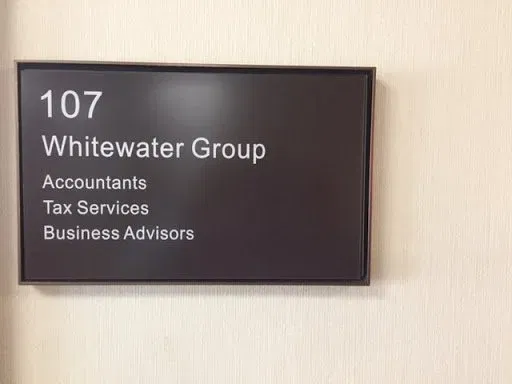 107
Whitewater Group
Accountants
Tax Services
Business Advisors